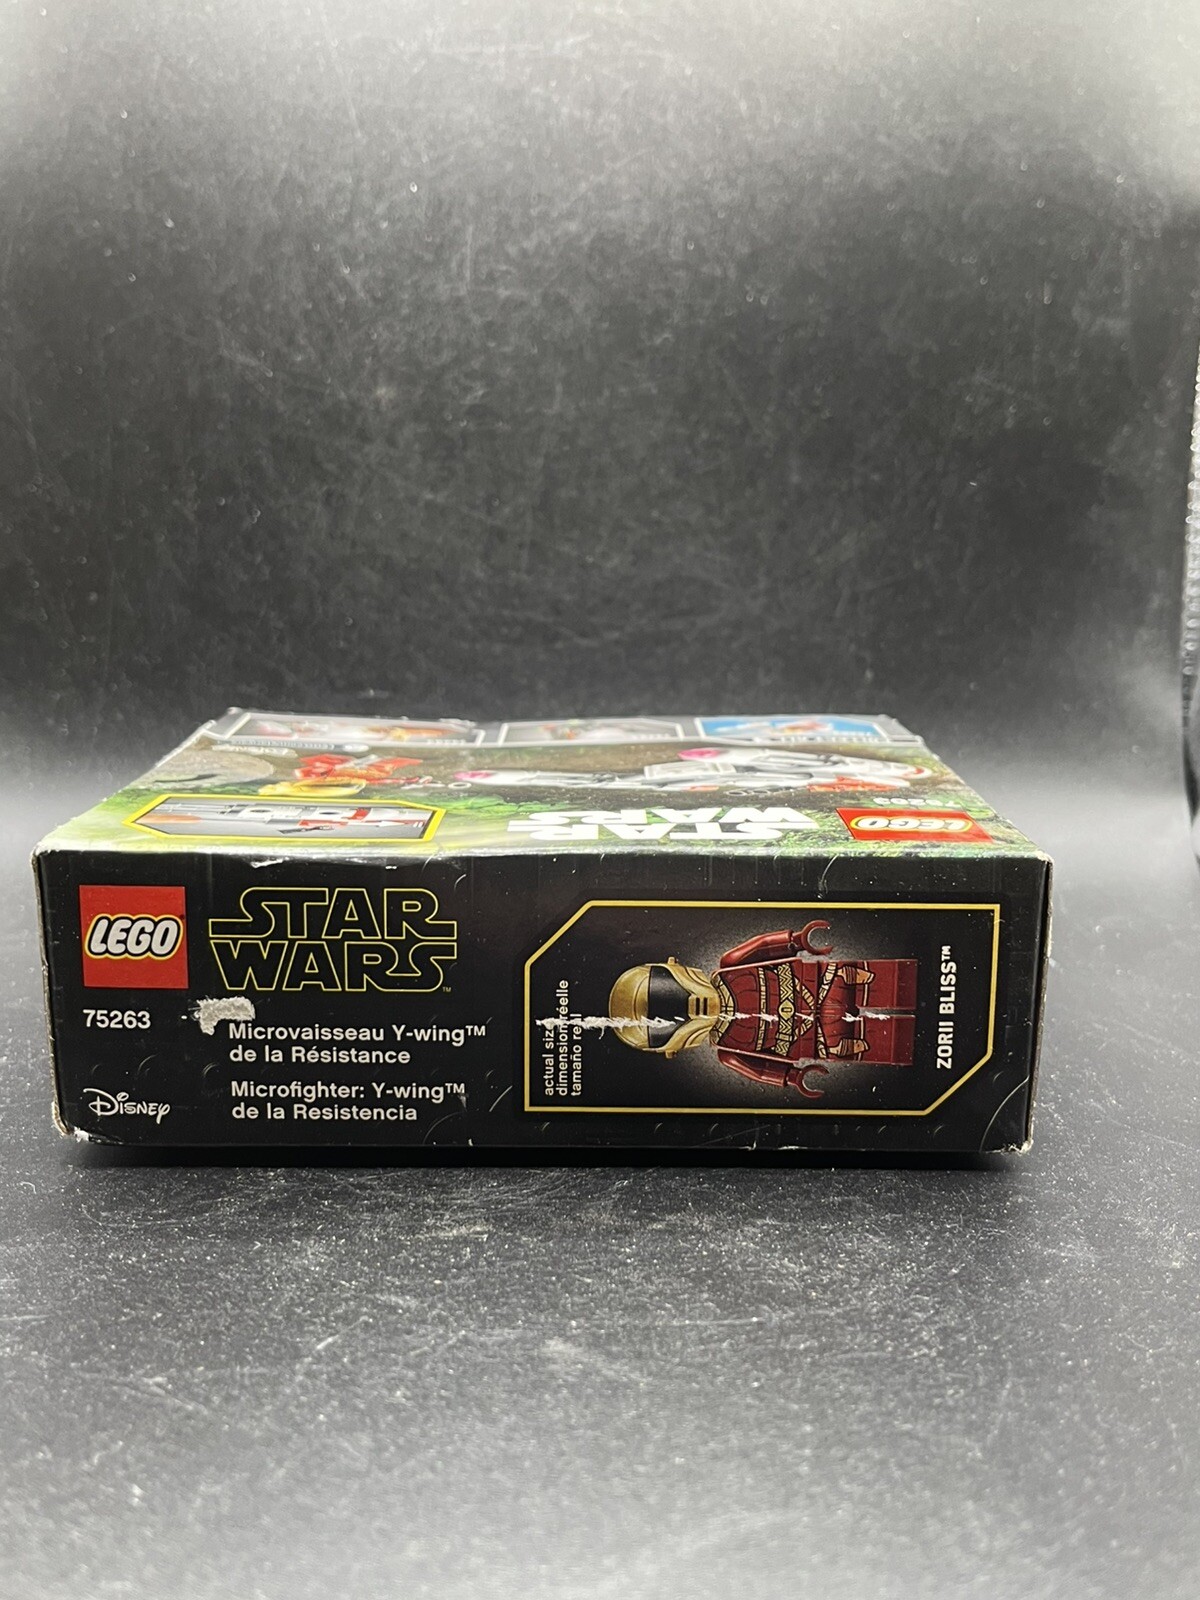 STAR
WARS
LEGO
LEGO
STAR
WARS™
75263
Microvaisseau Y-wing™
de la Résistance
Microfighter: Y-wing™
de la Resistencia
Disney
actual size
dimension réelle
tamaño real
ZORII BLISS™